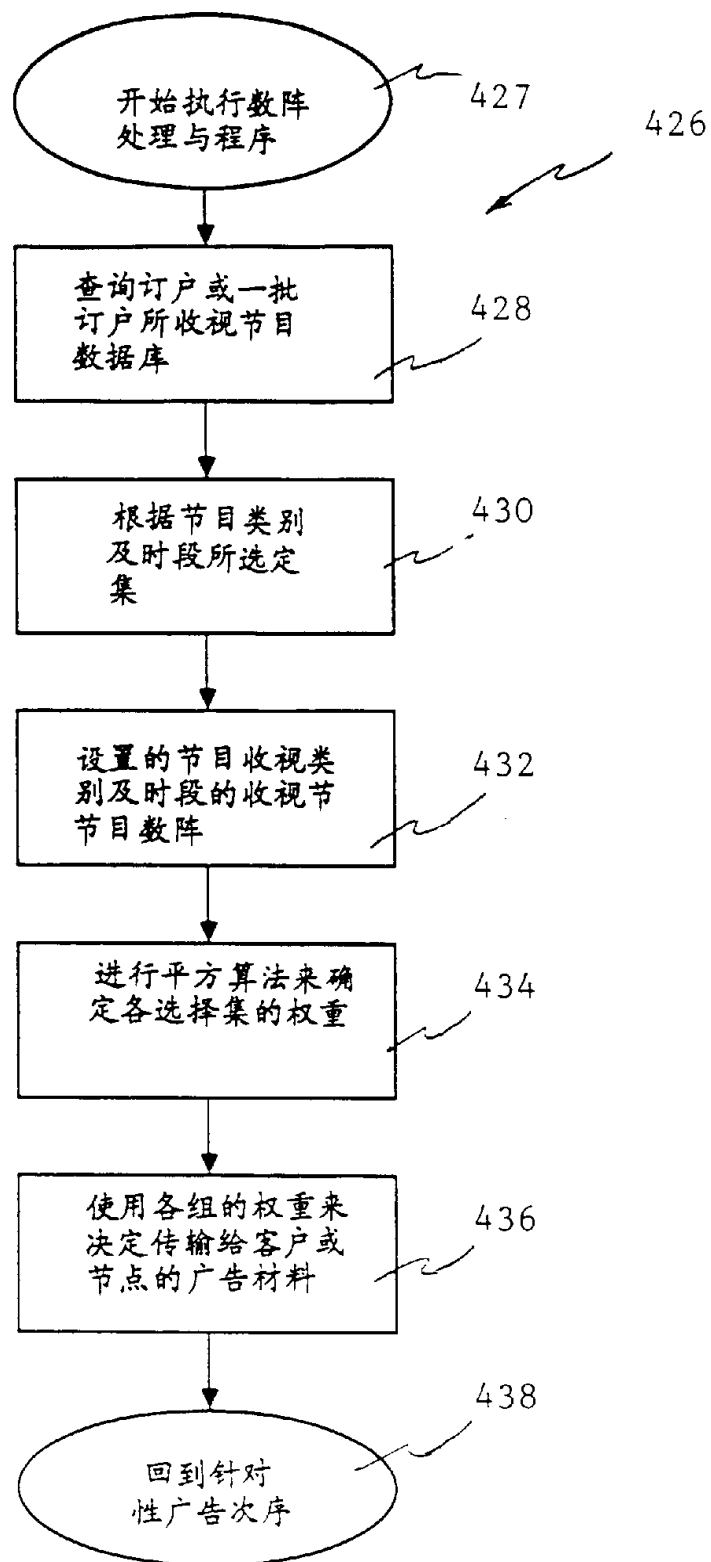 开始执行数阵
处理与程序
427
426
查询订户或一批
订户所收视节目
数据库
428
根据节目类别
及时段所选定
集
430
设置的节目收视类
别及时段的收视节
节目数阵
432
进行平方算法来确
定各选择集的权重
434
使用各组的权重来
决定传输给客户或
节点的广告材料
436
回到针对
性广告次序
438